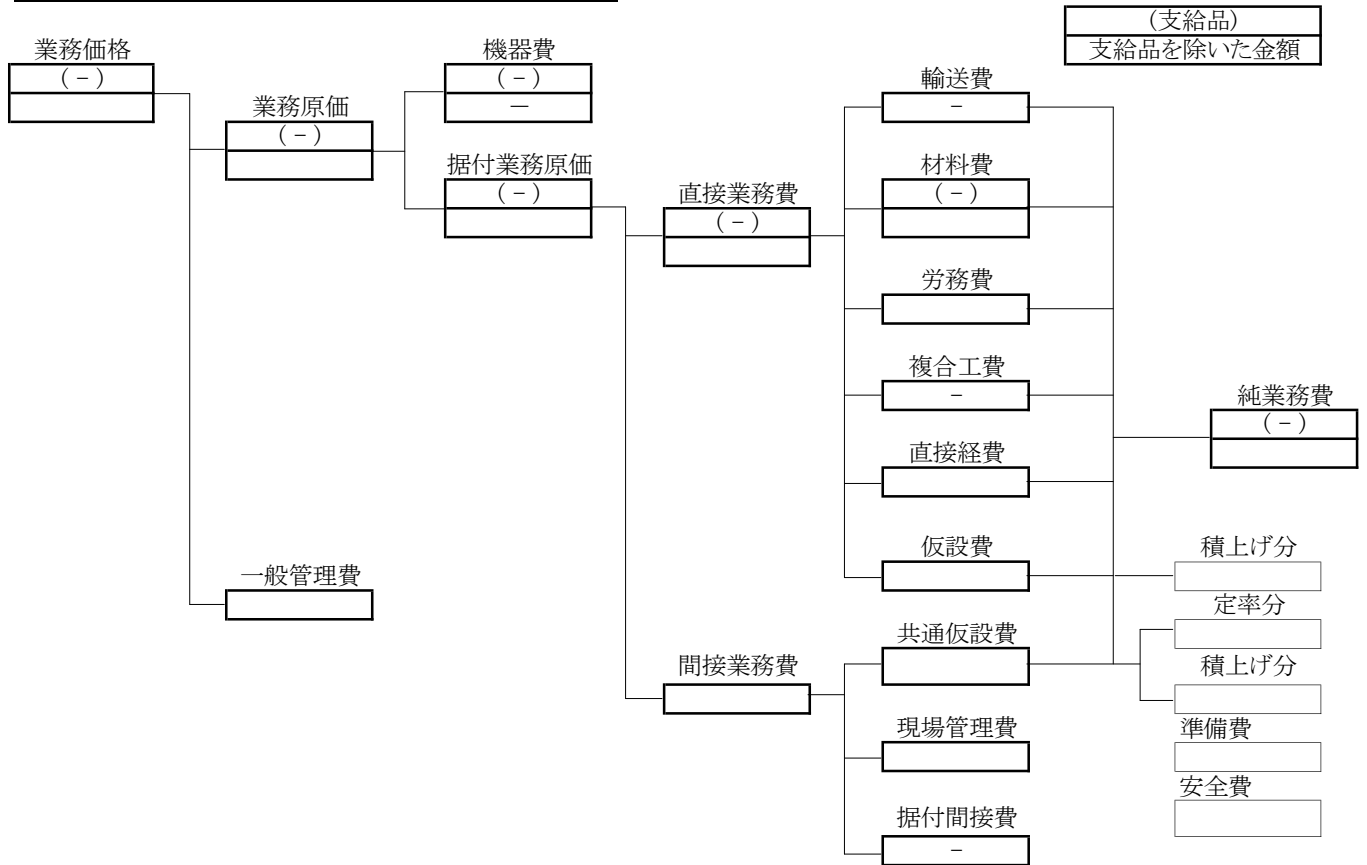 (支給品)
支給品を除いた金額
業務価格
(－)
機器費
(－)
－
輸送費
－
業務原価
(－)
据付業務原価
(－)
材料費
(－)
直接業務費
(－)
労務費
複合工費
－
純業務費
(－)
直接経費
仮設費
積上げ分
一般管理費
定率分
共通仮設費
間接業務費
積上げ分
現場管理費
準備費
安全費
据付間接費
－